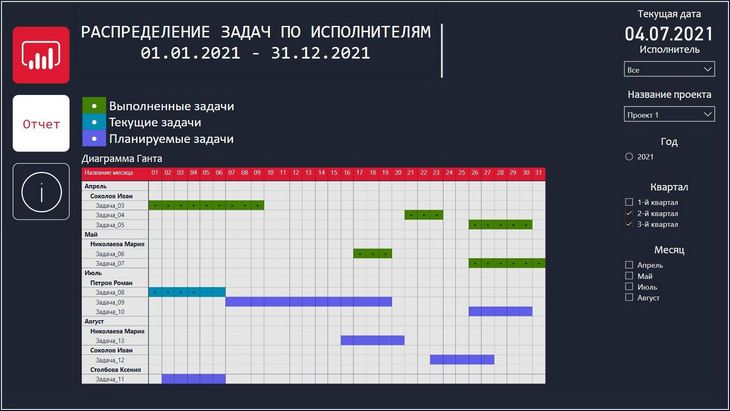 РАСПРЕДЕЛЕНИЕ ЗАДАЧ ПО ИСПОЛНИТЕЛЯМ
01.01.2021 - 31.12.2021
Текущая дата
04.07.2021
Исполнитель
Все
Название проекта
Проект 1
Год
2021
Квартал
1-й квартал
2-й квартал
3-й квартал
Месяц
Апрель
Май
Июль
Август
Отчет
i
Выполненные задачи
Текущие задачи
Планируемые задачи
Диаграмма Ганта
Название месяца 01 02 03 04 05 06 07 08 09 10 11 12 13 14 15 16 17 18 19 20 21 22 23 24 25 26 27 28 29 30 31
Апрель
Соколов Иван
Задача_03
Задача_04
Задача_05
Май
Николаева Мария
Задача_06
Задача_07
Июль
Петров Роман
Задача_08
Задача_09
Задача_10
Август
Николаева Мария
Задача_13
Соколов Иван
Задача_12
Столбова Ксения
Задача_11